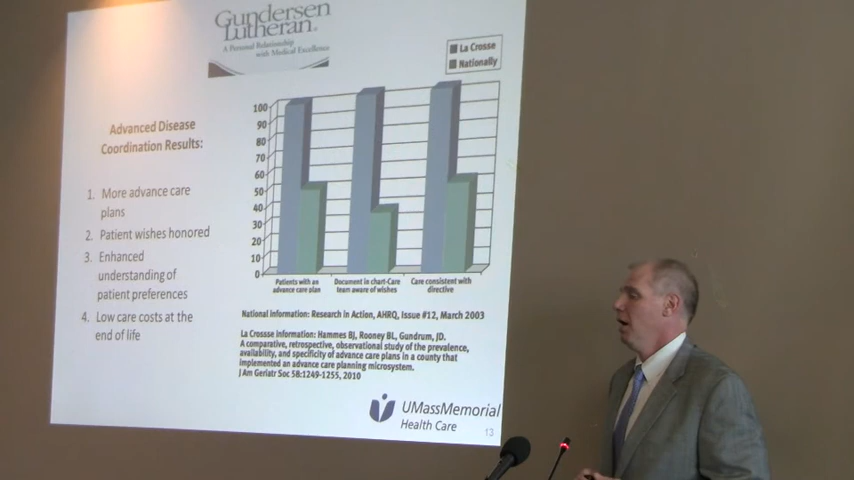 Gundersen
Lutheran®
A Personal Relationship
with Medical Excellence
La Crosse
Nationally
Advanced Disease
Coordination Results:
1. More advance care
plans
2. Patient wishes honored
3. Enhanced
understanding of
patient preferences
4. Low care costs at the
end of life
100
90
80
70
60
50
40
30
20
10
0
Patients with an
advance care plan
Document in chart-Care
team aware of wishes
Care consistent with
directive
National Information: Research in Action, AHRQ, Issue #12, March 2003
La Crossse Information: Hammes BJ, Rooney BL, Gundrum, JD.
A comparative, retrospective, observational study of the prevalence,
availability, and specificity of advance care plans in a county that
implemented an advance care planning microsystem.
J Am Geriatr Soc 58:1249-1255, 2010
UMassMemorial
Health Care
13